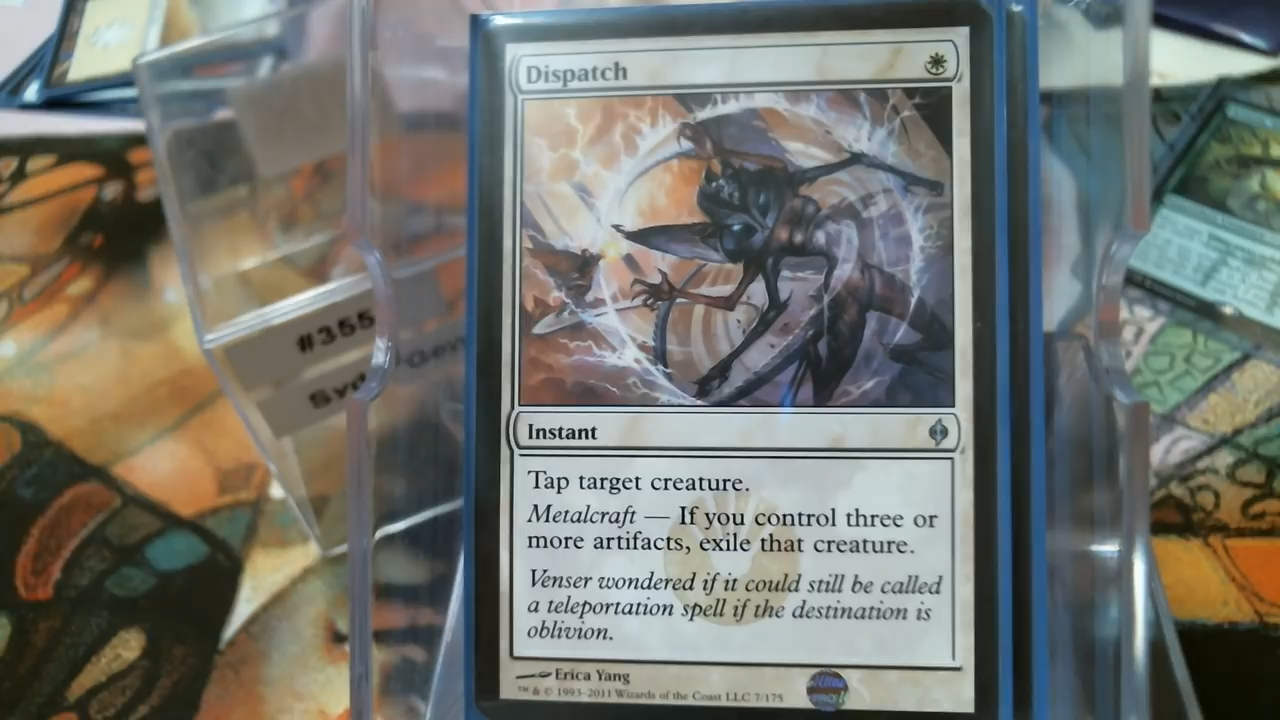 Dispatch
Instant
Tap target creature.
Metalcraft — If you control three or
more artifacts, exile that creature.
Venser wondered if it could still be called
a teleportation spell if the destination is
oblivion.
Erica Yang
™ & © 1993-2011 Wizards of the Coast LLC 7/175
#355